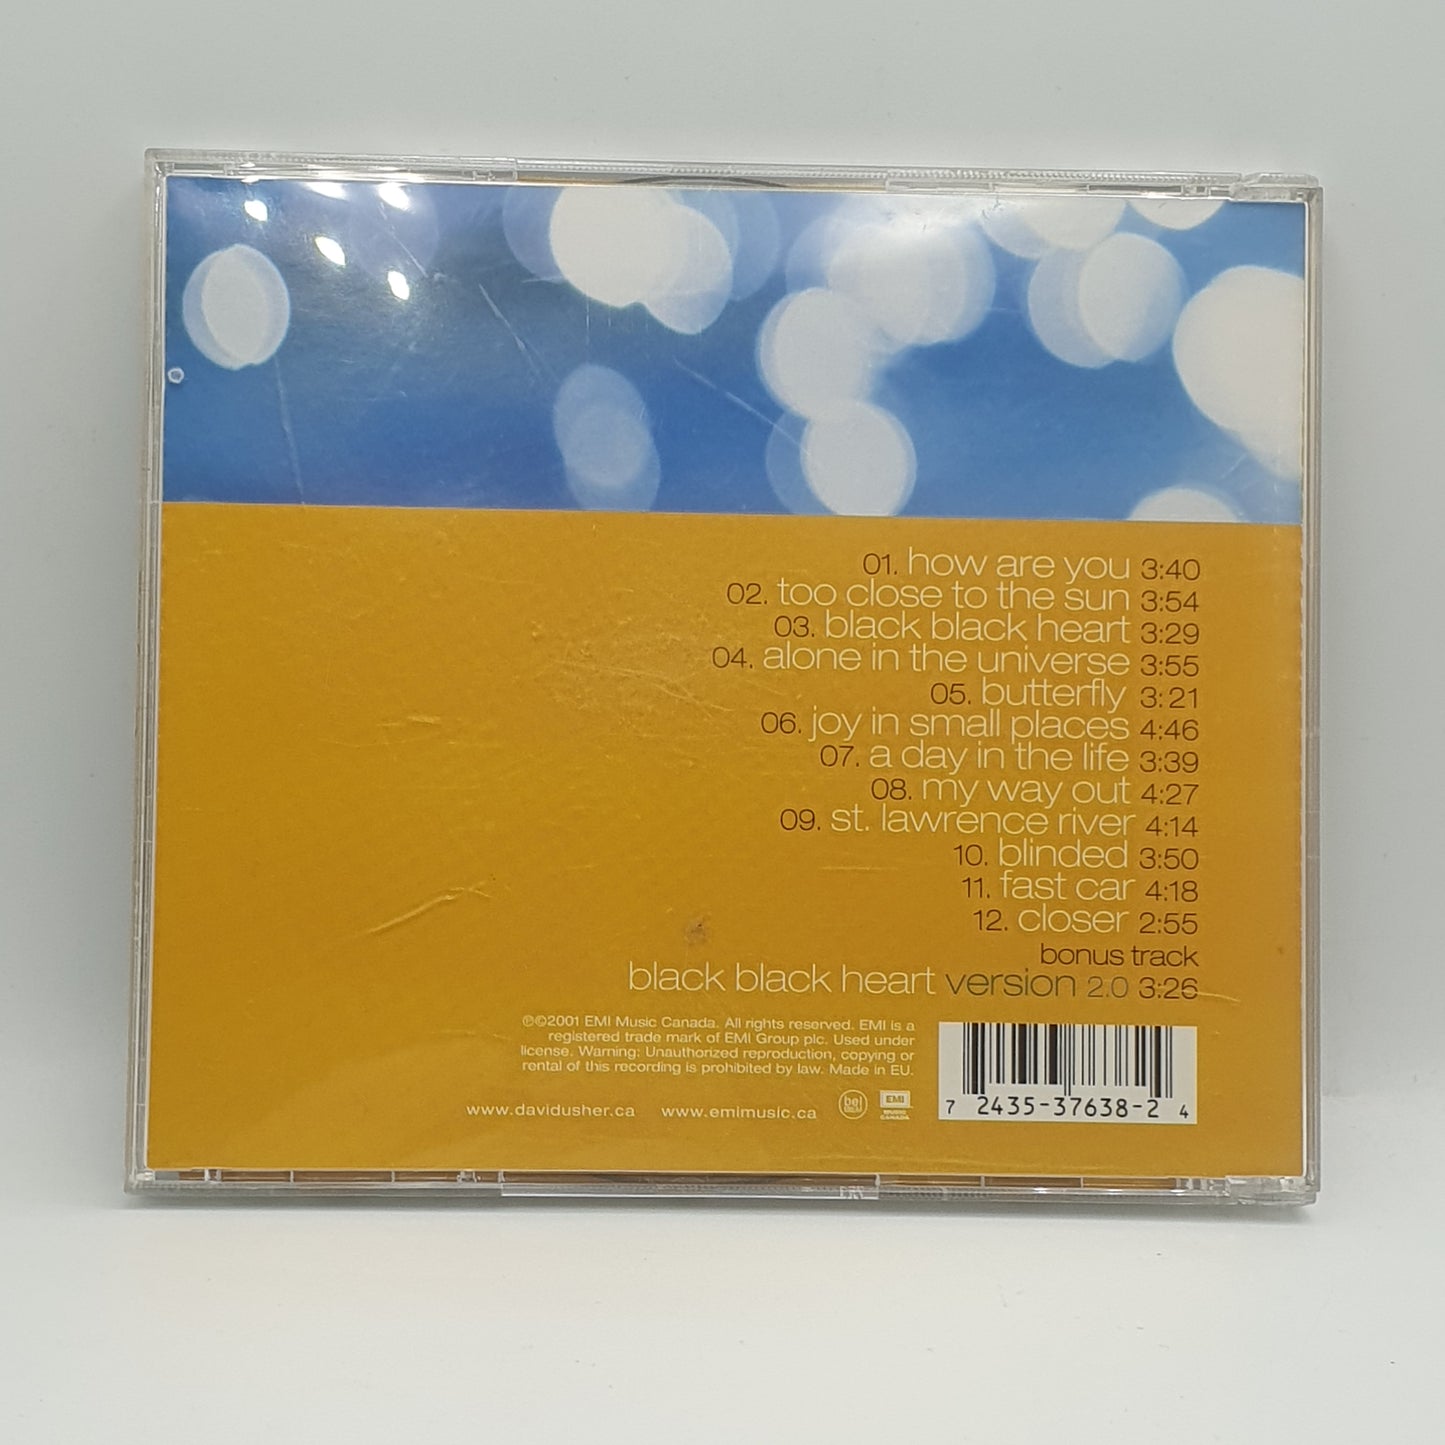 01. how are you 3:40
02. too close to the sun 3:54
03. black black heart 3:29
04. alone in the universe 3:55
05. butterfly 3:21
06. joy in small places 4:46
07. a day in the life 3:39
08. my way out 4:27
09. st. lawrence river 4:14
10. blinded 3:50
11. fast car 4:18
12. closer 2:55
bonus track
black black heart version 2.0 3:26
℗©2001 EMI Music Canada. All rights reserved. EMI is a
registered trade mark of EMI Group plc. Used under
license. Warning: Unauthorized reproduction, copying or
rental of this recording is prohibited by law. Made in EU.
www.davidusher.ca www.emimusic.ca
EMI
MUSIC
CANADA
7 2435-37638-2 4